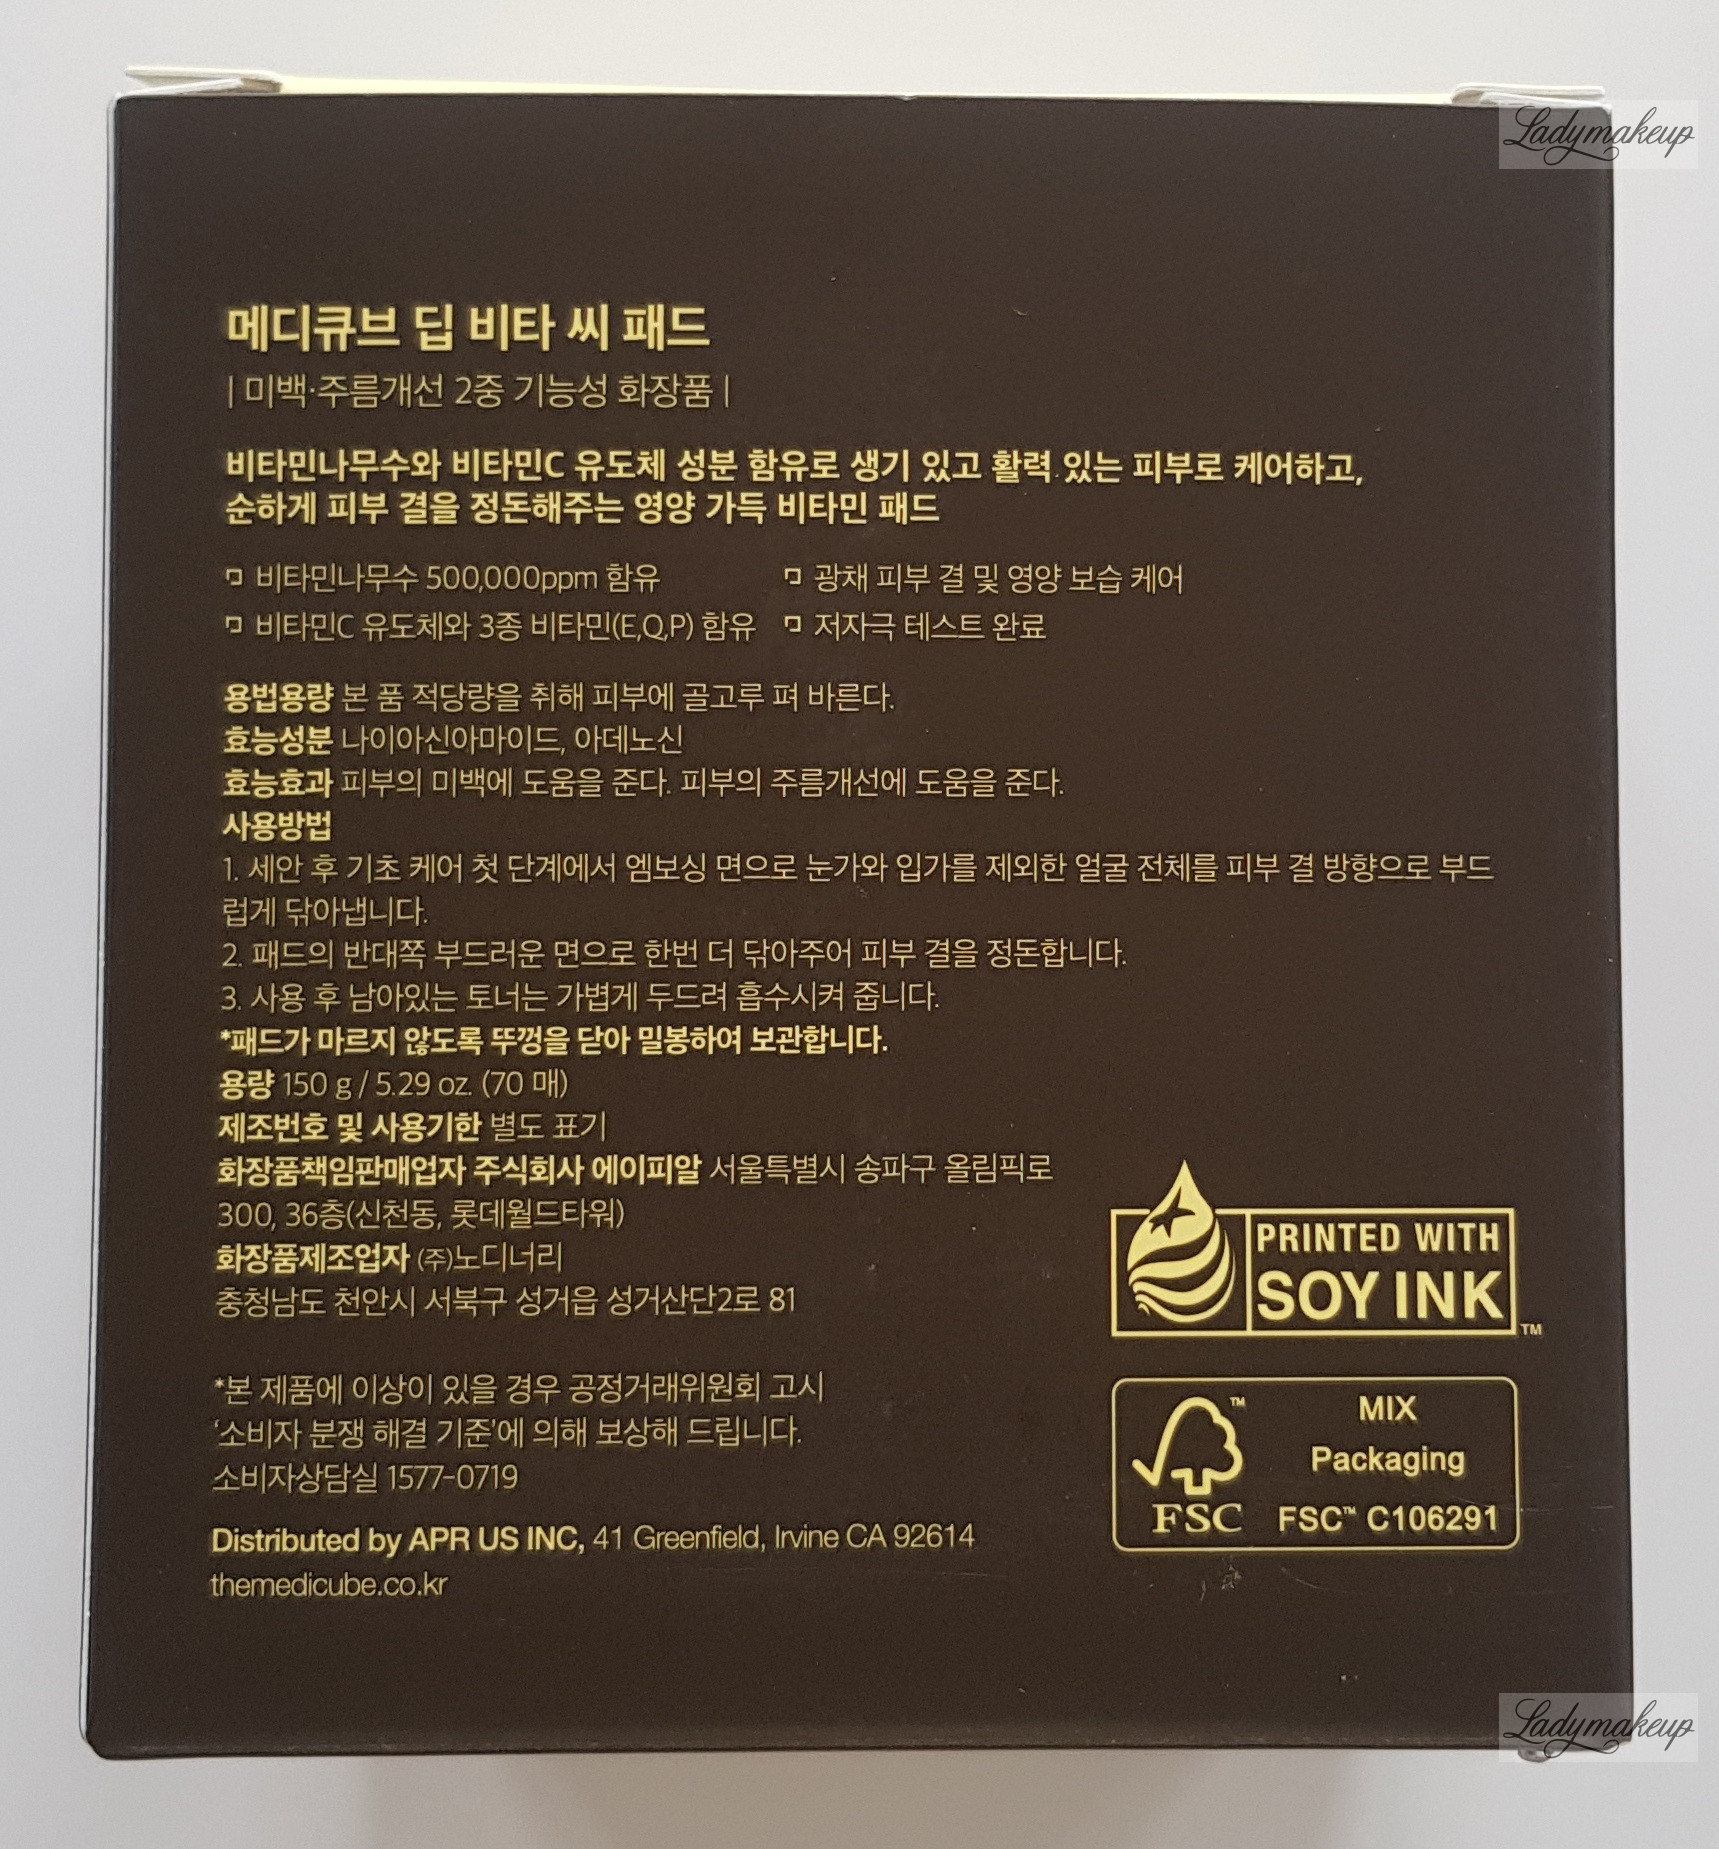 Ladymakeup
메디큐브 딥 비타 씨 패드
| 미백·주름개선 2중 기능성 화장품 |
비타민나무수와 비타민C 유도체 성분 함유로 생기 있고 활력 있는 피부로 케어하고,
순하게 피부 결을 정돈해주는 영양 가득 비타민 패드
비타민나무수 500,000ppm 함유
광채 피부 결 및 영양 보습 케어
비타민C 유도체와 3종 비타민(E,Q,P) 함유
저자극 테스트 완료
용법용량 본 품 적당량을 취해 피부에 골고루 펴 바른다.
효능성분 나이아신아마이드, 아데노신
효능효과 피부의 미백에 도움을 준다. 피부의 주름개선에 도움을 준다.
사용방법
1. 세안 후 기초 케어 첫 단계에서 엠보싱 면으로 눈가와 입가를 제외한 얼굴 전체를 피부 결 방향으로 부드
럽게 닦아냅니다.
2. 패드의 반대쪽 부드러운 면으로 한번 더 닦아주어 피부 결을 정돈합니다.
3. 사용 후 남아있는 토너는 가볍게 두드려 흡수시켜 줍니다.
*패드가 마르지 않도록 뚜껑을 닫아 밀봉하여 보관합니다.
용량 150 g / 5.29 oz. (70 매)
제조번호 및 사용기한 별도 표기
화장품책임판매업자 주식회사 에이피알 서울특별시 송파구 올림픽로
300, 36층(신천동, 롯데월드타워)
화장품제조업자 (주)노디너리
충청남도 천안시 서북구 성거읍 성거산단2로 81
PRINTED WITH
SOY INK
TM
*본 제품에 이상이 있을 경우 공정거래위원회 고시
'소비자 분쟁 해결 기준'에 의해 보상해 드립니다.
소비자상담실 1577-0719
Distributed by APR US INC, 41 Greenfield, Irvine CA 92614
themedicube.co.kr
TM
FSC
MIX
Packaging
FSC™ C106291
Ladymakeup